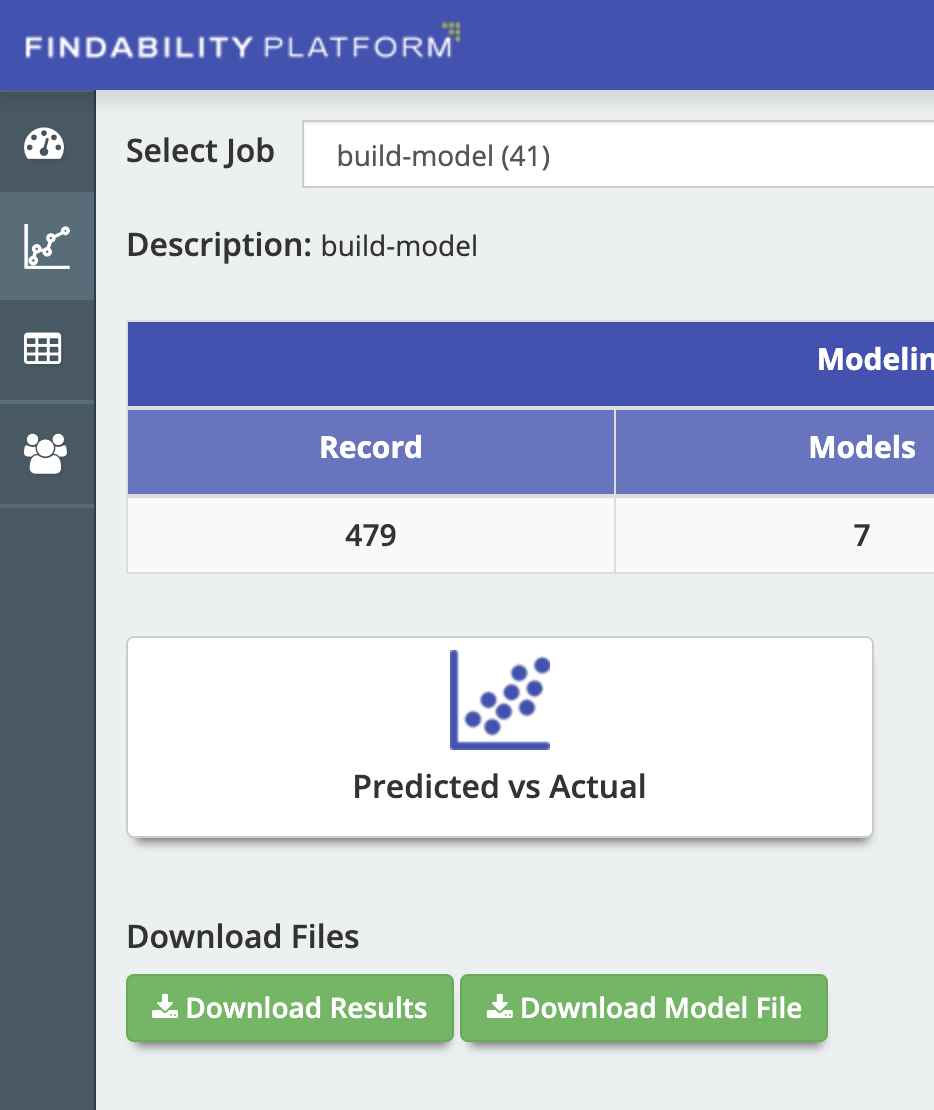 FINDABILITY PLATFORM
Select Job
build-model (41)
Description: build-model
Modelin
Record Models
479 7
Predicted vs Actual
Download Files
Download Results Download Model File